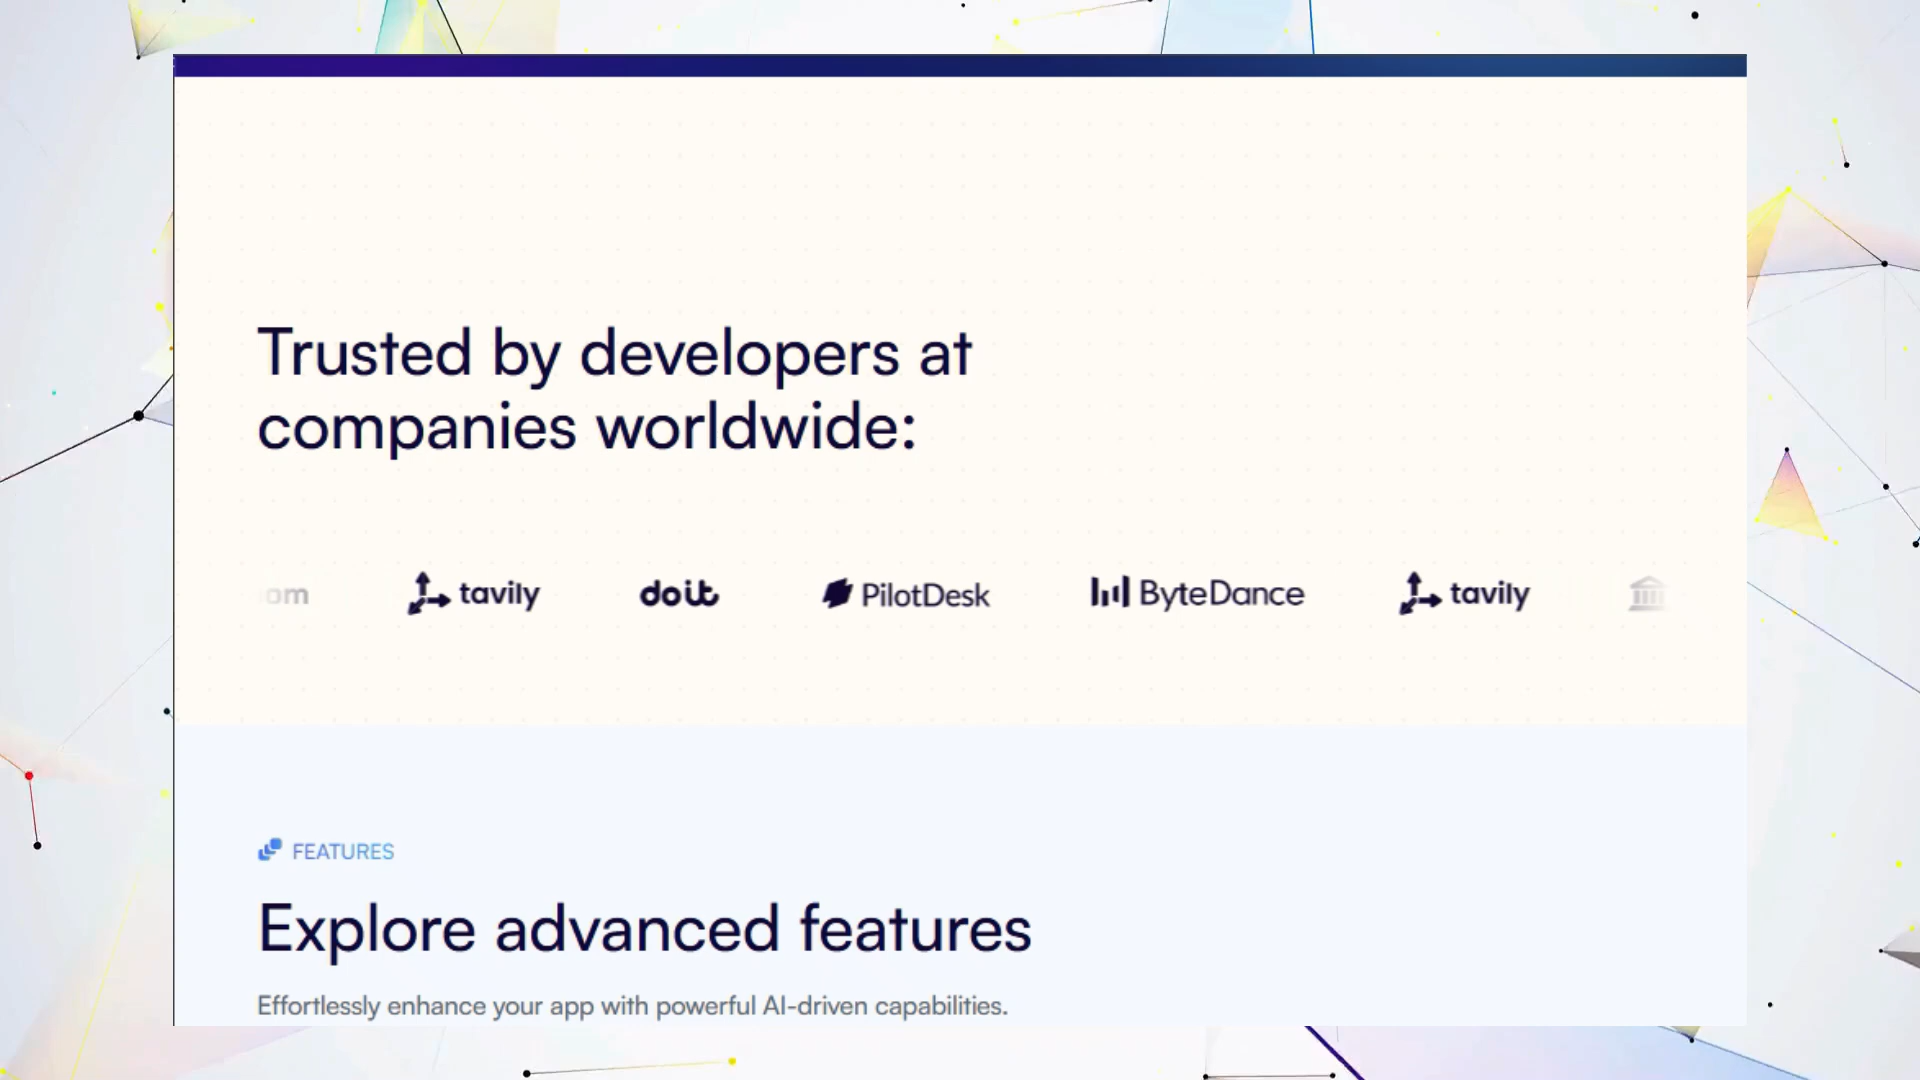 Trusted by developers at
companies worldwide:
om tavily doit PilotDesk ByteDance tavily
FEATURES
Explore advanced features
Effortlessly enhance your app with powerful AI-driven capabilities.